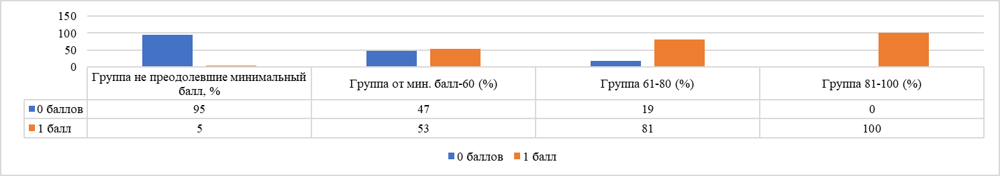 150
100
50
0
Группа не преодолевшие минимальный
балл, %
Группа от мин. балл-60 (%)
Группа 61-80 (%)
Группа 81-100 (%)
0 баллов 95 47 19 0
1 балл 5 53 81 100
0 баллов 1 балл